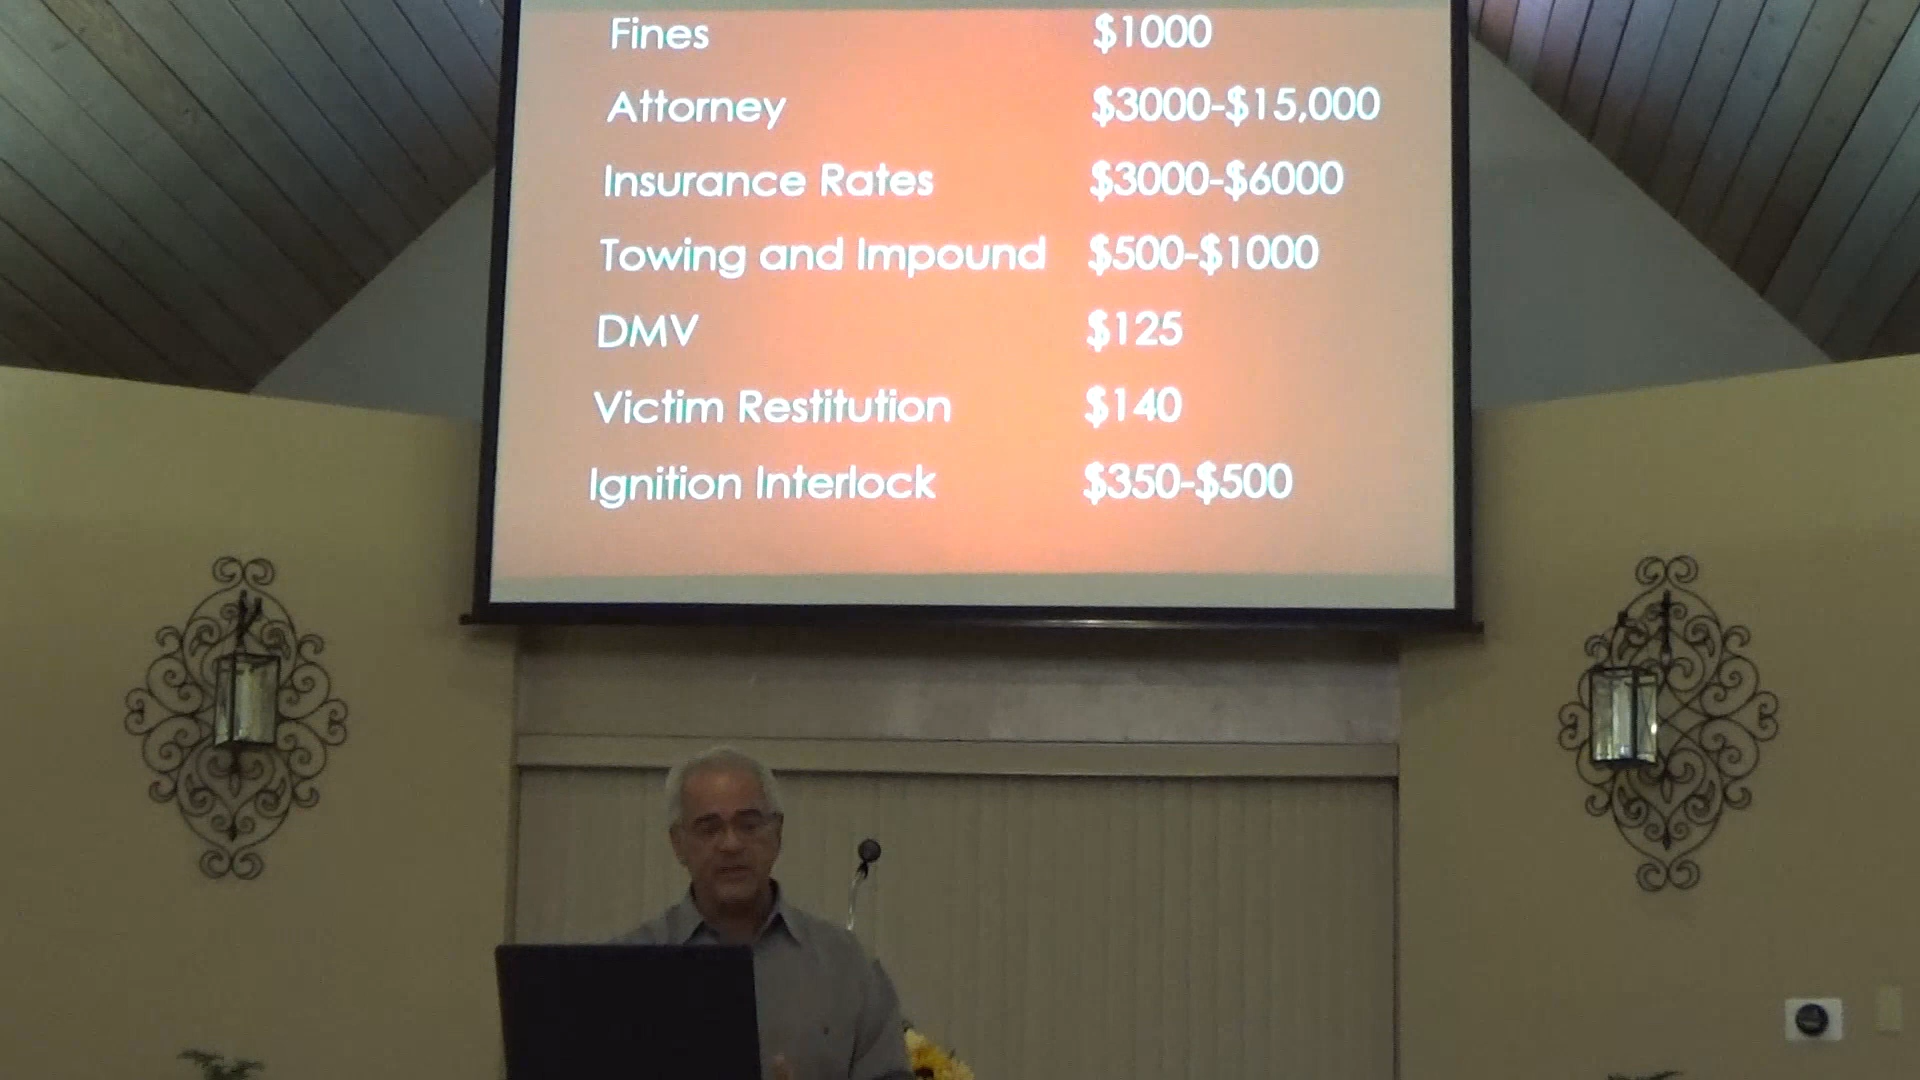 Fines $1000
Attorney $3000-$15,000
Insurance Rates $3000-$6000
Towing and Impound $500-$1000
DMV $125
Victim Restitution $140
Ignition Interlock $350-$500